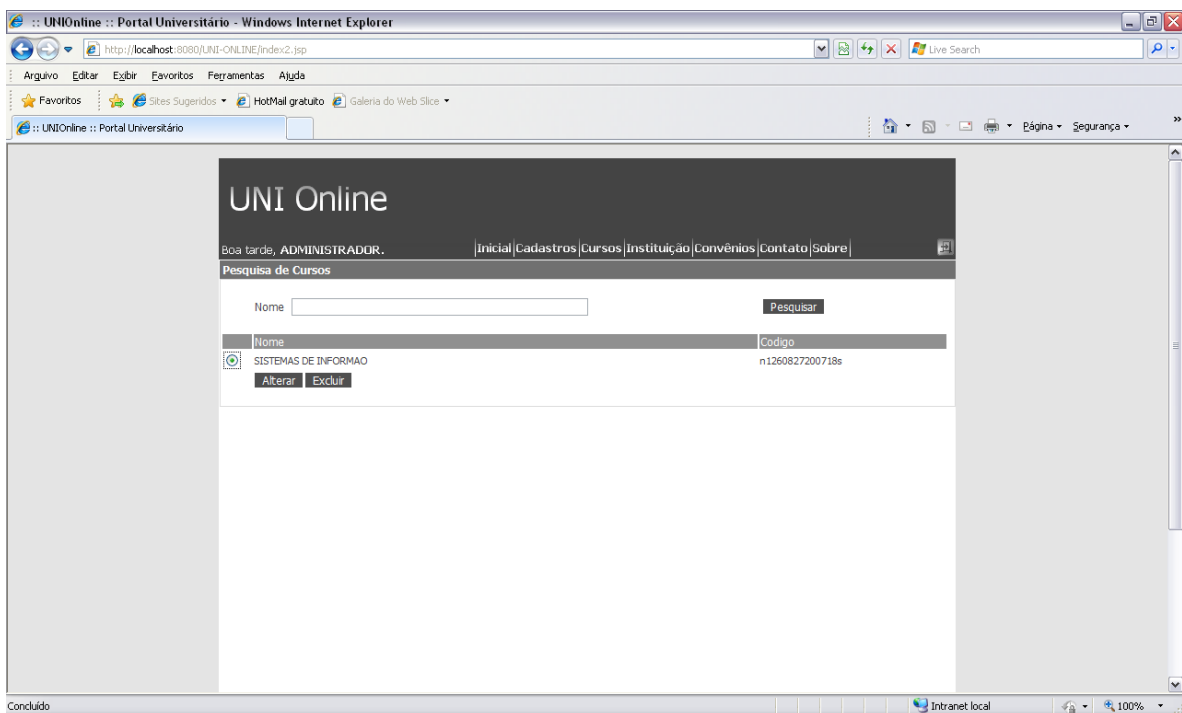 :: UNIOnline :: Portal Universitário - Windows Internet Explorer
http://localhost:8080/UNI-ONLINE/index2.jsp Live Search
Arquivo Editar Exibir Favoritos Ferramentas Ajuda
Favoritos Sites Sugeridos HotMail gratuito Galeria do Web Slice
:: UNIOnline :: Portal Universitário Página Segurança »
UNI Online
Boa tarde, ADMINISTRADOR. |Inicial|Cadastros|Cursos|Instituição|Convênios|Contato|Sobre|
Pesquisa de Cursos
Nome Pesquisar
Nome Codigo
SISTEMAS DE INFORMAO n1260827200718s
Alterar Excluir
Concluído Intranet local 100%